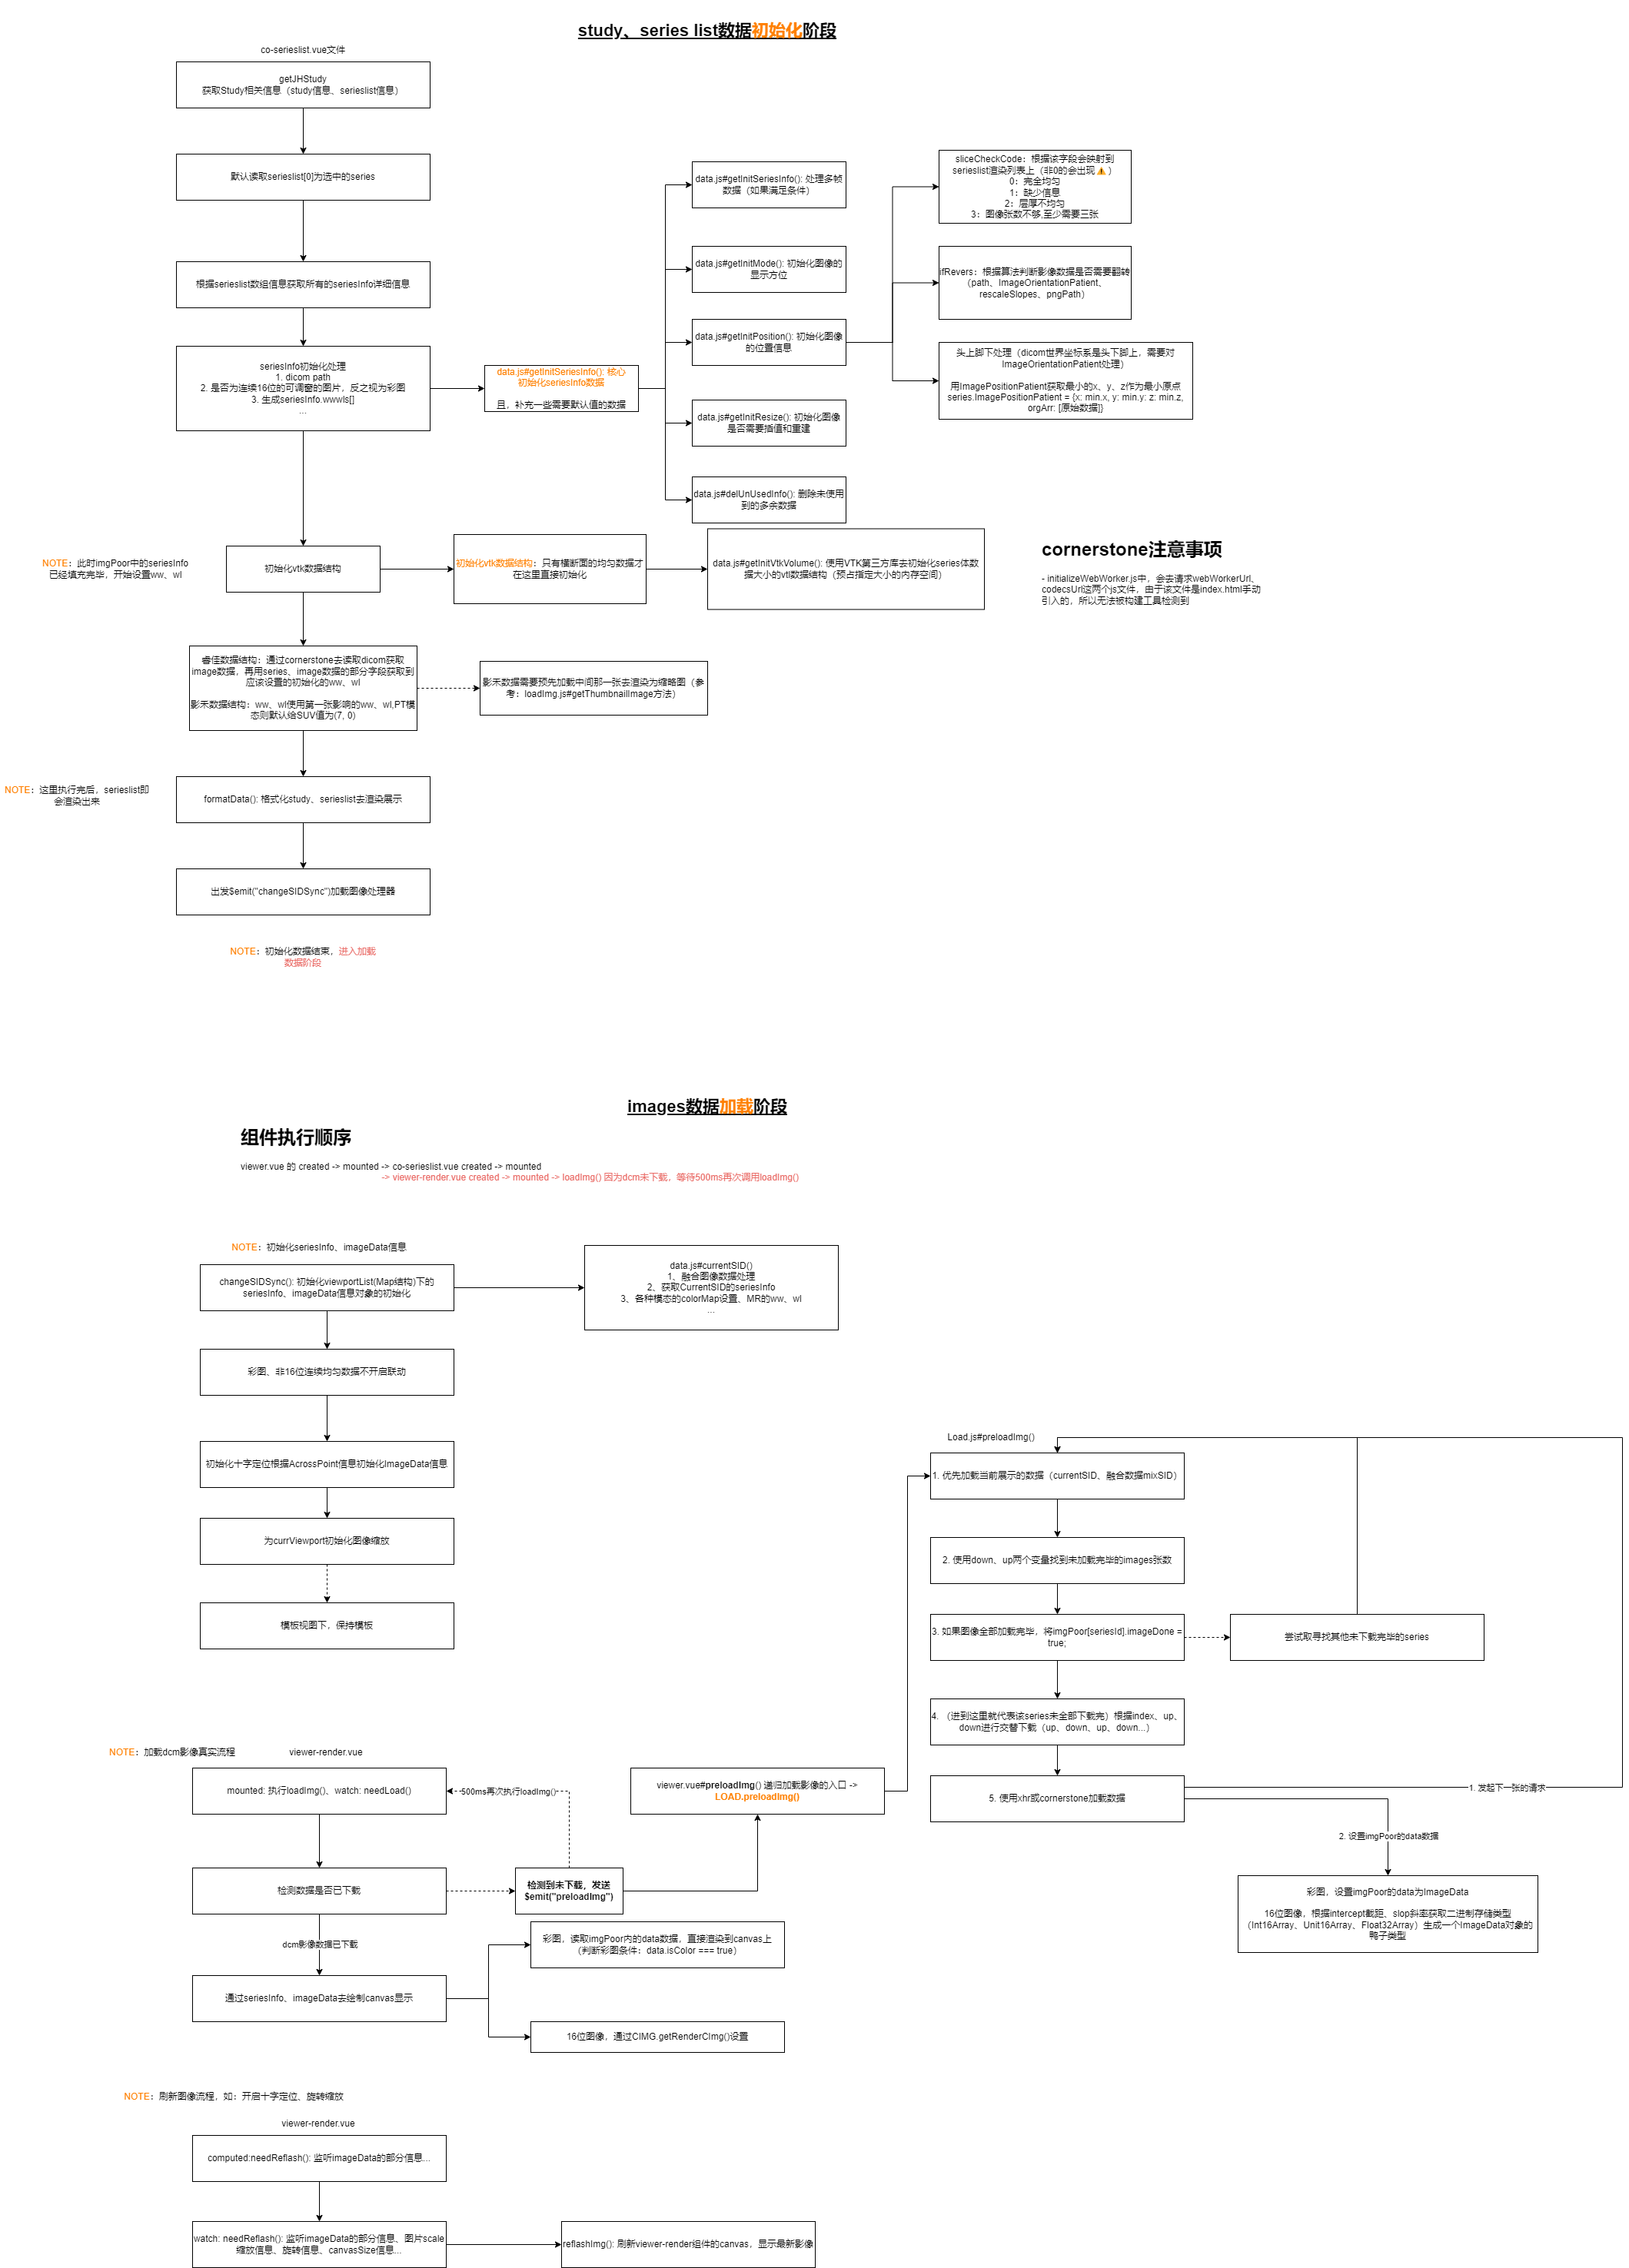 study、series list数据初始化阶段
co-serieslist.vue文件
getJHStudy
获取Study相关信息（study信息、serieslist信息）
默认读取serieslist[0]为选中的series
根据serieslist数组信息获取所有的seriesInfo详细信息
seriesInfo初始化处理
1. dicom path
2. 是否为连续16位的可调窗的图片，反之视为彩图
3. 生成seriesInfo.wwwls[]
...
data.js#getInitSeriesInfo(): 核心
初始化seriesInfo数据
且，补充一些需要默认值的数据
data.js#getInitSeriesInfo(): 处理多帧
数据（如果满足条件）
data.js#getInitMode(): 初始化图像的
显示方位
data.js#getInitPosition(): 初始化图像
的位置信息
data.js#getInitResize(): 初始化图像
是否需要插值和重建
data.js#delUnUsedInfo(): 删除未使用
到的多余数据
sliceCheckCode：根据该字段会映射到
serieslist渲染列表上（非0的会出现⚠️）
0：完全均匀
1：缺少信息
2：层厚不均匀
3：图像张数不够,至少需要三张
ifRevers：根据算法判断影像数据是否需要翻转
（path、ImageOrientationPatient、
rescaleSlopes、pngPath）
头上脚下处理（dicom世界坐标系是头下脚上，需要对
ImageOrientationPatient处理）
用ImagePositionPatient获取最小的x、y、z作为最小原点
series.ImagePositionPatient = {x: min.x, y: min.y: z: min.z,
orgArr: [原始数据]}
NOTE：此时imgPoor中的seriesInfo
已经填充完毕，开始设置ww、wl
初始化vtk数据结构
初始化vtk数据结构：只有横断面的均匀数据才
在这里直接初始化
data.js#getInitVtkVolume(): 使用VTK第三方库去初始化series体数
据大小的vti数据结构（预占指定大小的内存空间）
cornerstone注意事项
- initializeWebWorker.js中，会去请求webWorkerUrl、
codecsUrl这两个js文件，由于该文件是index.html手动
引入的，所以无法被构建工具检测到
睿佳数据结构：通过cornerstone去读取dicom获取
image数据，再用series、image数据的部分字段获取到
应该设置的初始化的ww、wl
影禾数据结构：ww、wl使用第一张影响的ww、wl,PT模
态则默认给SUV值为(7, 0)
影禾数据需要预先加载中间那一张去渲染为缩略图（参
考：loadImg.js#getThumbnailImage方法）
NOTE：这里执行完后，serieslist即
会渲染出来
formatData(): 格式化study、serieslist去渲染展示
出发$emit("changeSIDSync")加载图像处理器
NOTE：初始化数据结束，进入加载
数据阶段
images数据加载阶段
组件执行顺序
viewer.vue 的 created -> mounted -> co-serieslist.vue created -> mounted
-> viewer-render.vue created -> mounted -> loadImg() 因为dcm未下载，等待500ms再次调用loadImg()
NOTE：初始化seriesInfo、imageData信息
changeSIDSync(): 初始化viewportList(Map结构)下的
seriesInfo、imageData信息对象的初始化
data.js#currentSID()
1、融合图像数据处理
2、获取CurrentSID的seriesInfo
3、各种模态的colorMap设置、MR的ww、wl
...
彩图、非16位连续均匀数据不开启联动
初始化十字定位根据AcrossPoint信息初始化ImageData信息
为currViewport初始化图像缩放
模板视图下，保持模板
Load.js#preloadImg()
1. 优先加载当前展示的数据（currentSID、融合数据mixSID）
2. 使用down、up两个变量找到未加载完毕的images张数
3. 如果图像全部加载完毕，将imgPoor[seriesId].imageDone =
true;
尝试取寻找其他未下载完毕的series
4. （进到这里就代表该series未全部下载完）根据index、up、
down进行交替下载（up、down、up、down...）
5. 使用xhr或cornerstone加载数据
1. 发起下一张的请求
2. 设置imgPoor的data数据
彩图，设置imgPoor的data为ImageData
16位图像，根据intercept截距、slop斜率获取二进制存储类型
（Int16Array、Unit16Array、Float32Array）生成一个ImageData对象的
鸭子类型
NOTE：加载dcm影像真实流程
viewer-render.vue
mounted: 执行loadImg()、watch: needLoad()
500ms再次执行loadImg()
viewer.vue#preloadImg() 递归加载影像的入口 ->
LOAD.preloadImg()
检测数据是否已下载
检测到未下载，发送
$emit("preloadImg")
dcm影像数据已下载
彩图，读取imgPoor内的data数据，直接渲染到canvas上
（判断彩图条件：data.isColor === true）
通过seriesInfo、imageData去绘制canvas显示
16位图像，通过CIMG.getRenderCImg()设置
NOTE：刷新图像流程，如：开启十字定位、旋转缩放
viewer-render.vue
computed:needReflash(): 监听imageData的部分信息...
watch: needReflash(): 监听imageData的部分信息、图片scale
缩放信息、旋转信息、canvasSize信息...
reflashImg(): 刷新viewer-render组件的canvas，显示最新影像